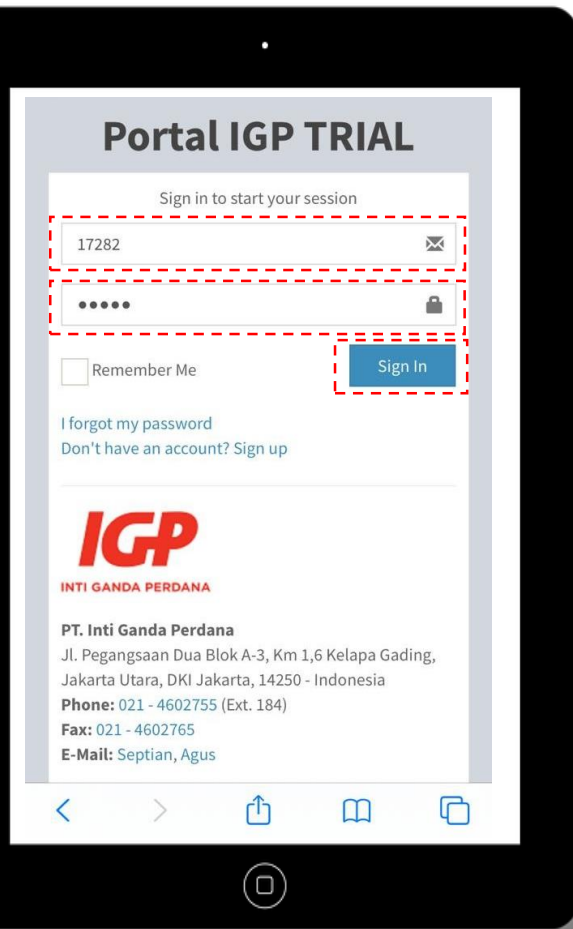 Portal IGP TRIAL
Sign in to start your session
17282
•••••
Remember Me
Sign In
I forgot my password
Don't have an account? Sign up
IGP
INTI GANDA PERDANA
PT. Inti Ganda Perdana
Jl. Pegangsaan Dua Blok A-3, Km 1,6 Kelapa Gading,
Jakarta Utara, DKI Jakarta, 14250 - Indonesia
Phone: 021 - 4602755 (Ext. 184)
Fax: 021 - 4602765
E-Mail: Septian, Agus